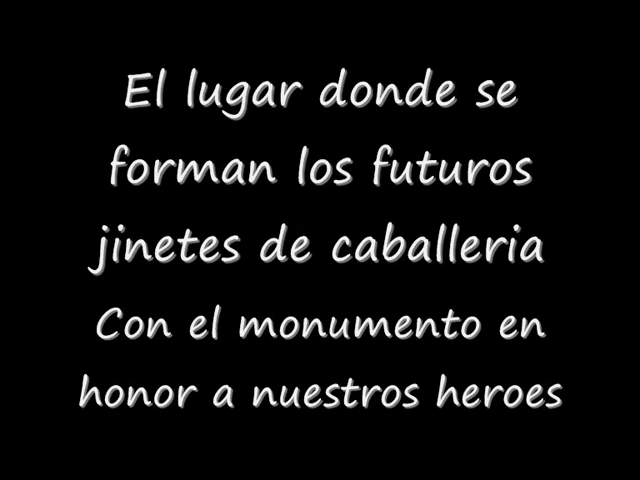 El lugar donde se
forman los futuros
jinetes de caballeria
Con el monumento en
honor a nuestros heroes